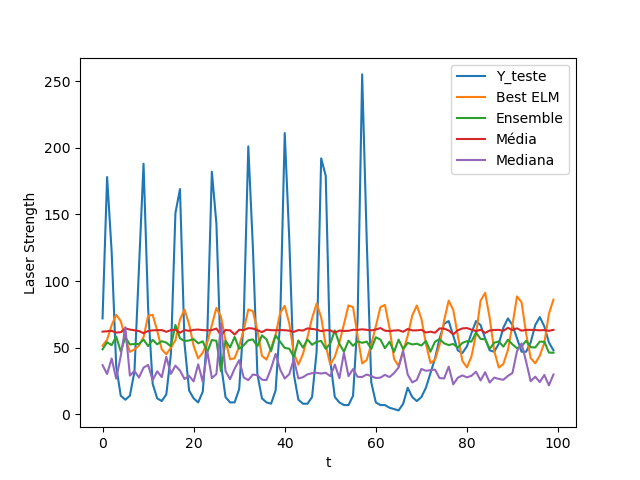 Y_teste
Best ELM
Ensemble
Média
Mediana
250
200
150
100
50
0
Laser Strength
0 20 40 60 80 100
t